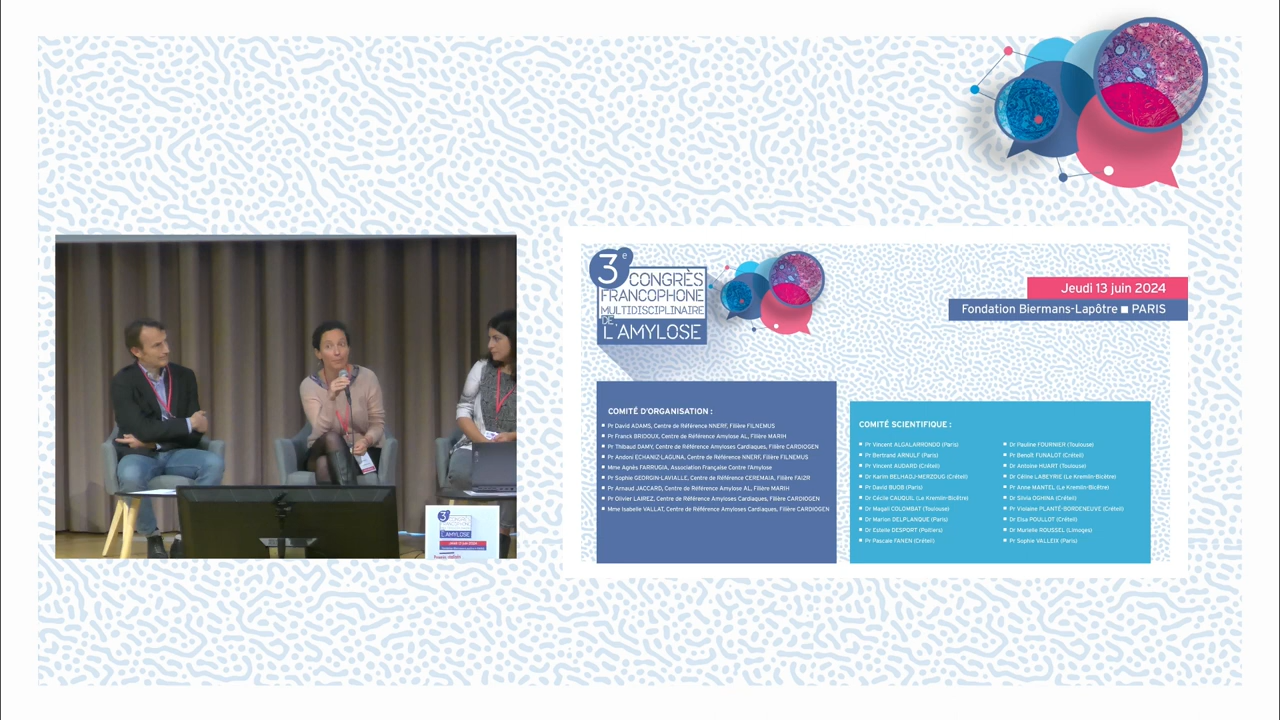 3e
CONGRÈS
FRANCOPHONE
MULTIDISCIPLINAIRE
DE
L'AMYLOSE
Jeudi 13 juin 2024
Fondation Biermans-Lapôtre ■ PARIS
COMITÉ D'ORGANISATION :
Pr David ADAMS, Centre de Référence NNERF, Filière FILNEMUS
Pr Franck BRIDOUX, Centre de Référence Amylose AL, Filière MARIH
Pr Thibaud DAMY, Centre de Référence Amyloses Cardiaques, Filière CARDIOGEN
Pr Andoni ECHANIZ-LAGUNA, Centre de Référence NNERF, Filière FILNEMUS
Mme Agnès FARRUGIA, Association Française Contre l'Amylose
Pr Sophie GEORGIN-LAVIALLE, Centre de Référence CEREMAIA, Filière FAI2R
Pr Arnaud JACCARD, Centre de Référence Amylose AL, Filière MARIH
Pr Olivier LAIREZ, Centre de Référence Amyloses Cardiaques, Filière CARDIOGEN
Mme Isabelle VALLAT, Centre de Référence Amyloses Cardiaques, Filière CARDIOGEN
COMITÉ SCIENTIFIQUE :
Pr Vincent ALGALARRONDO (Paris)
Pr Bertrand ARNULF (Paris)
Pr Vincent AUDARD (Créteil)
Dr Karim BELHADJ-MERZOUG (Créteil)
Pr David BUOB (Paris)
Dr Cécile CAUQUIL (Le Kremlin-Bicêtre)
Dr Magali COLOMBAT (Toulouse)
Dr Marion DELPLANQUE (Paris)
Dr Estelle DESPORT (Poitiers)
Pr Pascale FANEN (Créteil)
Dr Pauline FOURNIER (Toulouse)
Pr Benoît FUNALOT (Créteil)
Dr Antoine HUART (Toulouse)
Dr Céline LABEYRIE (Le Kremlin-Bicêtre)
Pr Anne MANTEL (Le Kremlin-Bicêtre)
Dr Silvia OGHINA (Créteil)
Pr Violaine PLANTÉ-BORDENEUVE (Créteil)
Dr Elsa POULLOT (Créteil)
Dr Murielle ROUSSEL (Limoges)
Pr Sophie VALLEIX (Paris)
3e
CONGRÈS
FRANCOPHONE
L'AMYLOSE